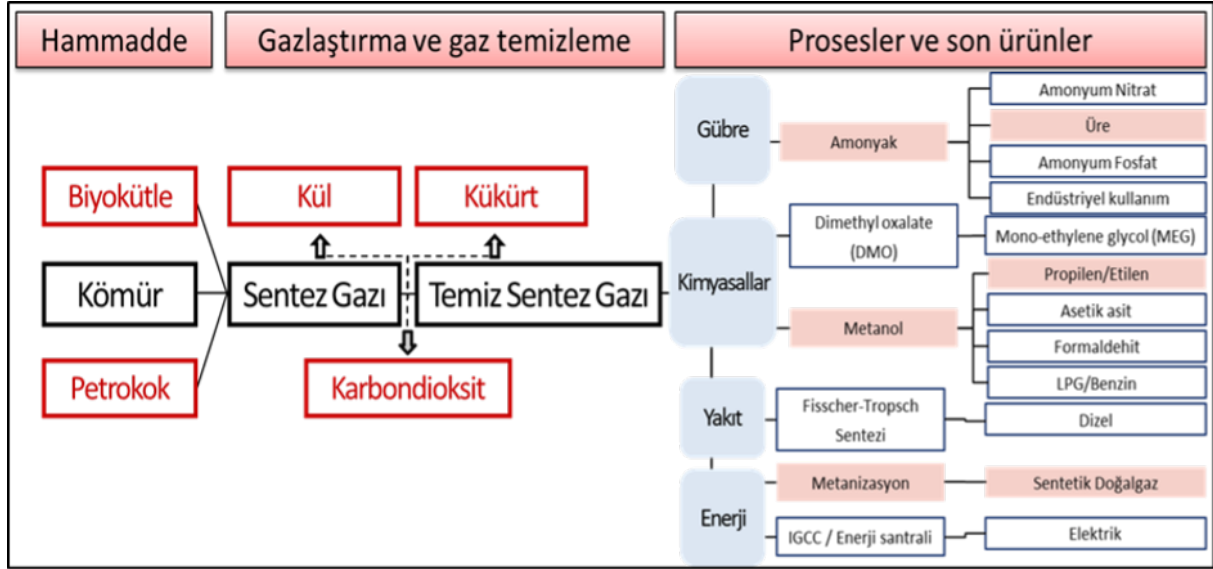 Hammadde
Gazlaştırma ve gaz temizleme
Prosesler ve son ürünler
Biyokütle
Kömür
Petrokok
Kül
Kükürt
Sentez Gazı
Temiz Sentez Gazı
Karbondioksit
Gübre
Amonyak
Amonyum Nitrat
Üre
Amonyum Fosfat
Endüstriyel kullanım
Kimyasallar
Dimethyl oxalate
(DMO)
Mono-ethylene glycol (MEG)
Metanol
Propilen/Etilen
Asetik asit
Formaldehit
LPG/Benzin
Yakıt
Fisscher-Tropsch
Sentezi
Dizel
Enerji
Metanizasyon
Sentetik Doğalgaz
IGCC / Enerji santrali
Elektrik